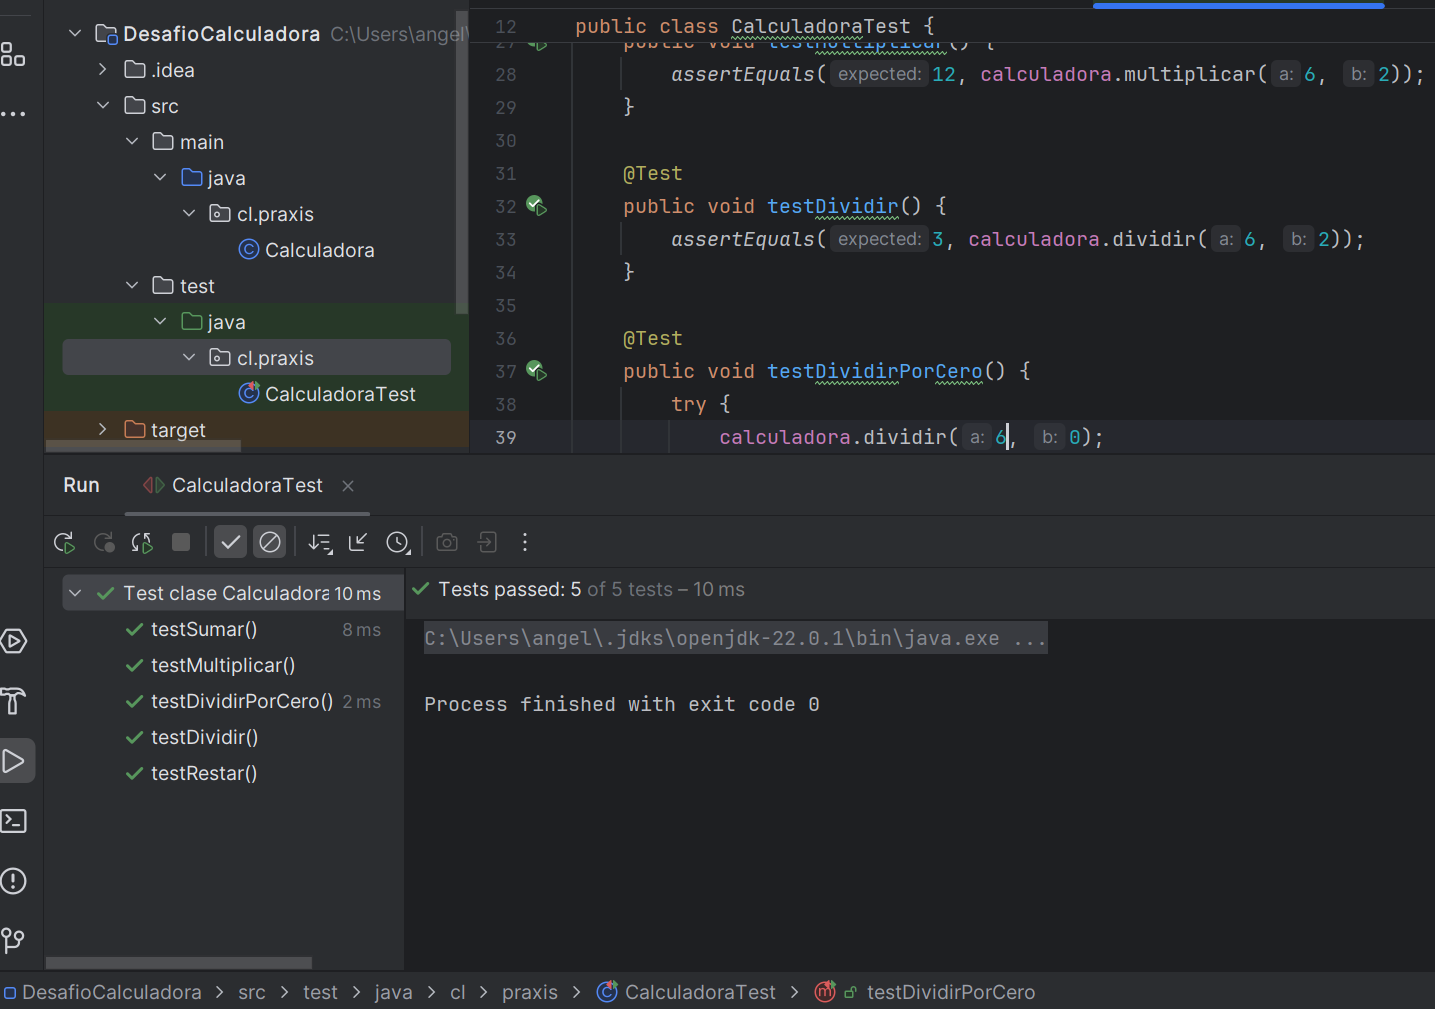 DesafioCalculadora C:\Users\angel\
.idea
src
main
java
cl.praxis
Calculadora
test
java
cl.praxis
CalculadoraTest
target
12 public class CalculadoraTest {
27 public void testMultiplicar() {
28 assertEquals( expected: 12, calculadora.multiplicar( a: 6, b: 2));
29 }
30
31 @Test
32 public void testDividir() {
33 assertEquals( expected: 3, calculadora.dividir( a: 6, b: 2));
34 }
35
36 @Test
37 public void testDividirPorCero() {
38 try {
39 calculadora.dividir( a: 6, b: 0);
Run CalculadoraTest
Test clase Calculadora 10 ms
testSumar() 8 ms
testMultiplicar()
testDividirPorCero() 2 ms
testDividir()
testRestar()
Tests passed: 5 of 5 tests – 10 ms
C:\Users\angel\.jdks\openjdk-22.0.1\bin\java.exe ...
Process finished with exit code 0
DesafioCalculadora > src > test > java > cl > praxis > CalculadoraTest > testDividirPorCero